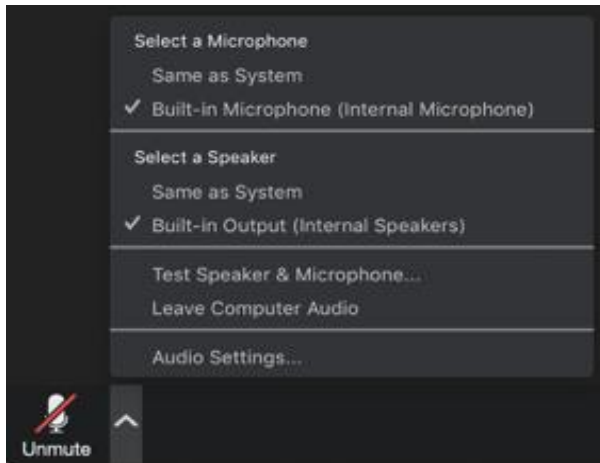 Select a Microphone
Same as System
✓ Built-in Microphone (Internal Microphone)
Select a Speaker
Same as System
✓ Built-in Output (Internal Speakers)
Test Speaker & Microphone...
Leave Computer Audio
Audio Settings...
Unmute